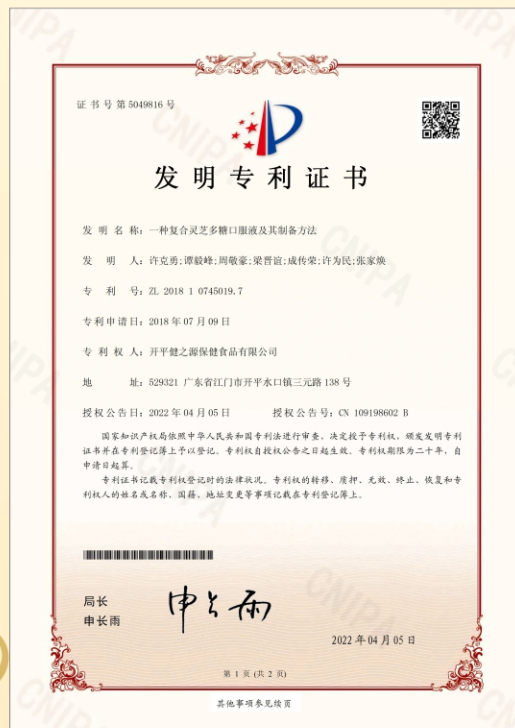 证书号第5049816号
发明专利证书
发明名称：一种复合灵芝多糖口服液及其制备方法
发明人：许克勇;谭毅峰;周敬豪;梁晋谊;成传荣;许为民;张家焕
专利号：ZL 2018 1 0745019.7
专利申请日：2018年07月09日
专利权人：开平健之源保健食品有限公司
地址：529321 广东省江门市开平水口镇三元路138号
授权公告日：2022年04月05日 授权公告号：CN 109198602 B
国家知识产权局依照中华人民共和国专利法进行审查，决定授予专利权，颁发发明专利
证书并在专利登记簿上予以登记。专利权自授权公告之日起生效。专利权期限为二十年，自
申请日起算。
专利证书记载专利权登记时的法律状况。专利权的转移、质押、无效、终止、恢复和专
利权人的姓名或名称、国籍、地址变更等事项记载在专利登记簿上。
局长
申长雨
申长雨
2022年04月05日
第 1 页 (共 2 页)
其他事项参见续页
CNIPA